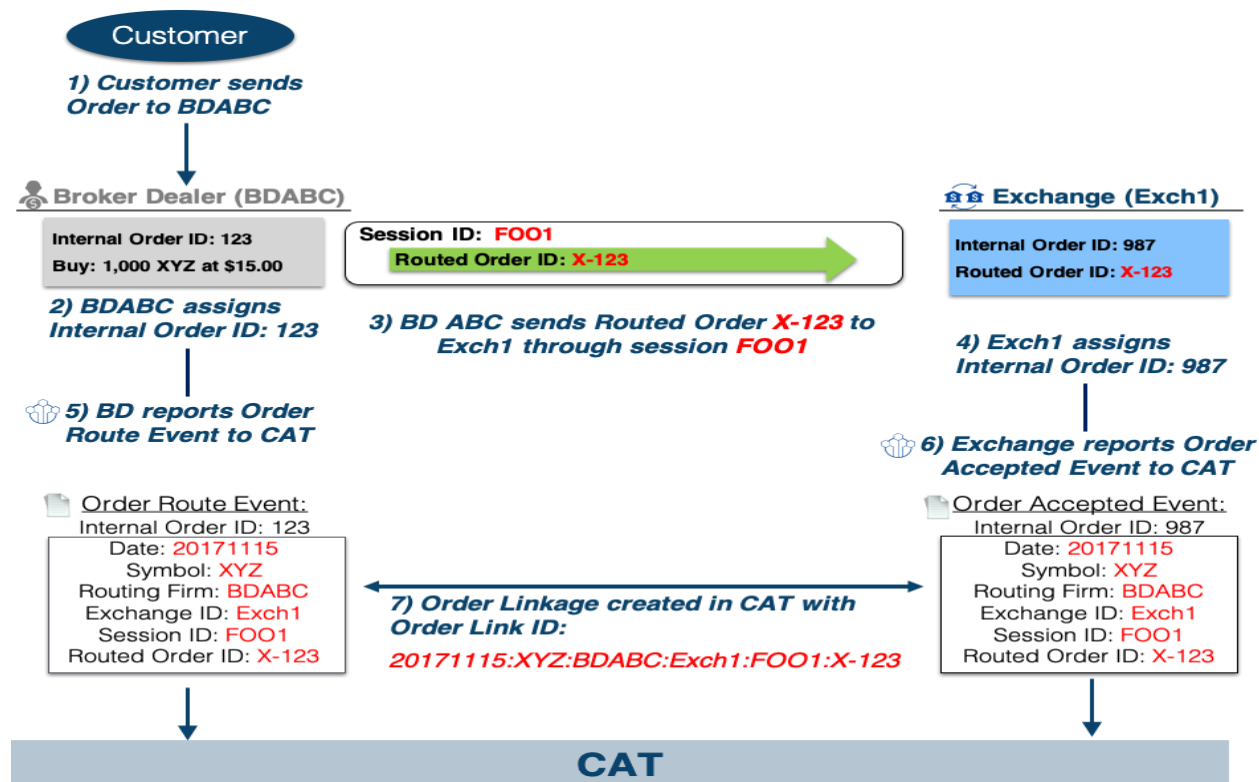 Customer
1) Customer sends
Order to BDABC
Broker Dealer (BDABC)
Internal Order ID: 123
Buy: 1,000 XYZ at $15.00
2) BDABC assigns
Internal Order ID: 123
Session ID: FOO1
Routed Order ID: X-123
3) BD ABC sends Routed Order X-123 to
Exch1 through session FOO1
Exchange (Exch1)
Internal Order ID: 987
Routed Order ID: X-123
4) Exch1 assigns
Internal Order ID: 987
5) BD reports Order
Route Event to CAT
6) Exchange reports Order
Accepted Event to CAT
Order Route Event:
Internal Order ID: 123
Date: 20171115
Symbol: XYZ
Routing Firm: BDABC
Exchange ID: Exch1
Session ID: FOO1
Routed Order ID: X-123
7) Order Linkage created in CAT with
Order Link ID:
20171115:XYZ:BDABC:Exch1:FOO1:X-123
Order Accepted Event:
Internal Order ID: 987
Date: 20171115
Symbol: XYZ
Routing Firm: BDABC
Exchange ID: Exch1
Session ID: FOO1
Routed Order ID: X-123
CAT